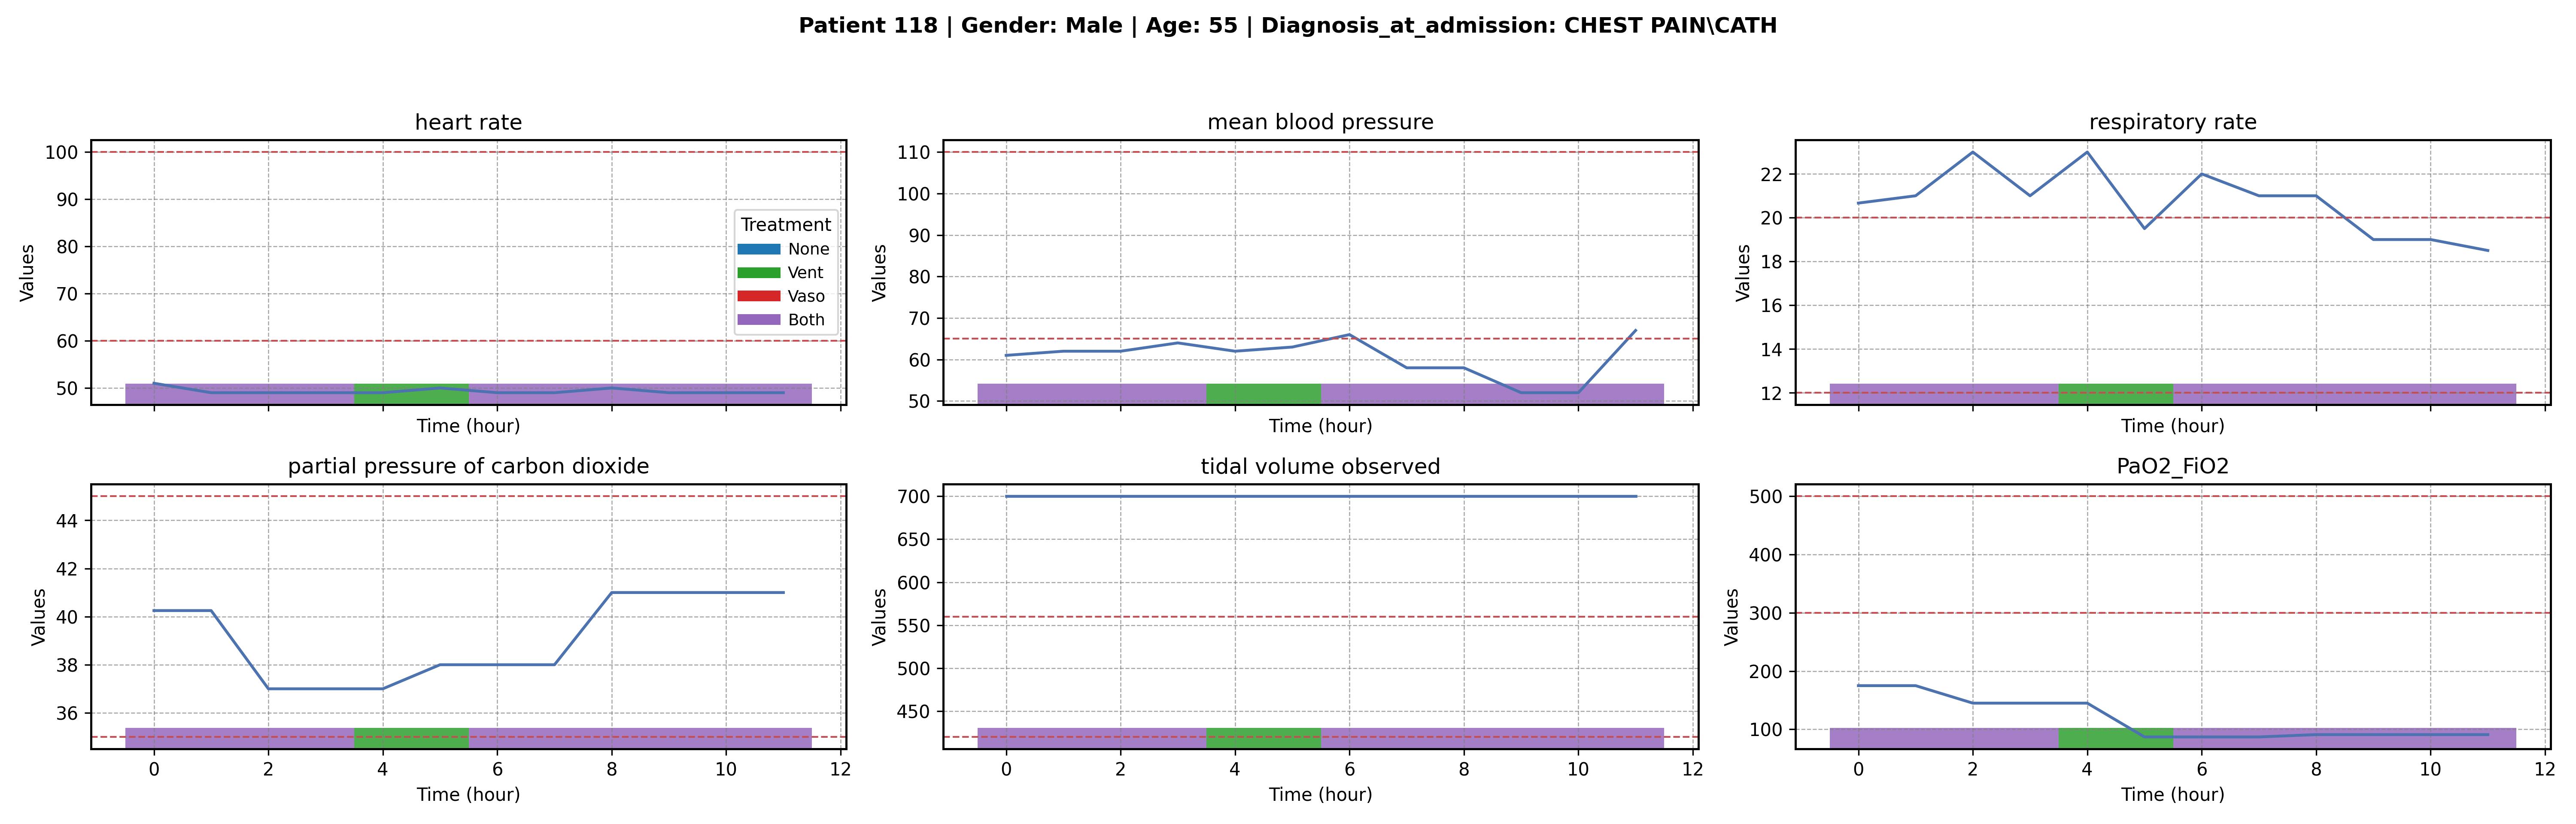 Patient 118 | Gender: Male | Age: 55 | Diagnosis_at_admission: CHEST PAIN\CATH
heart rate
100
90
80
70
60
50
Values
Time (hour)
Treatment
None
Vent
Vaso
Both
mean blood pressure
110
100
90
80
70
60
50
Values
Time (hour)
respiratory rate
22
20
18
16
14
12
Values
Time (hour)
partial pressure of carbon dioxide
44
42
40
38
36
Values
0 2 4 6 8 10 12
Time (hour)
tidal volume observed
700
650
600
550
500
450
Values
0 2 4 6 8 10 12
Time (hour)
PaO2_FiO2
500
400
300
200
100
Values
0 2 4 6 8 10 12
Time (hour)